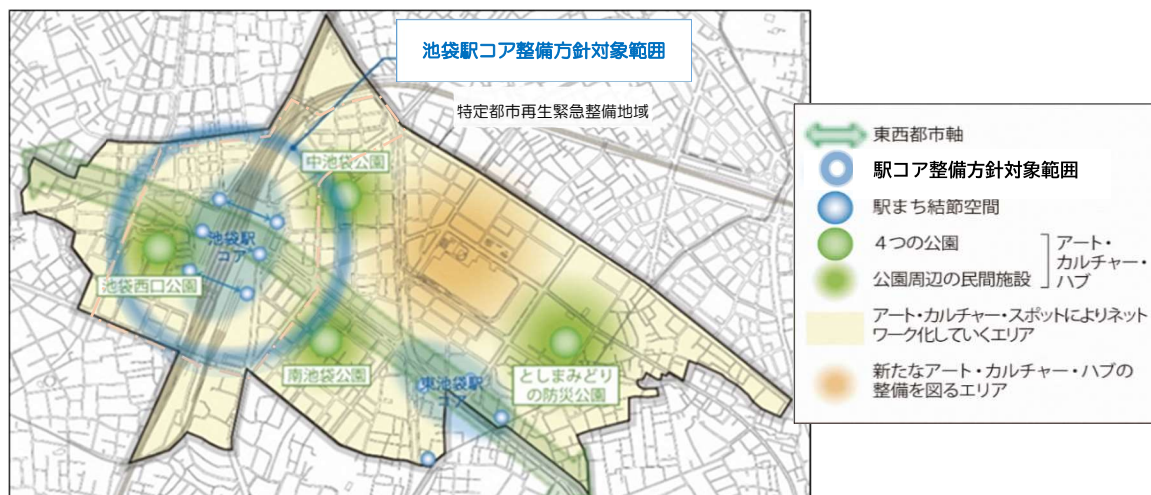 池袋駅コア整備方針対象範囲
特定都市再生緊急整備地域
中池袋公園
池袋駅
コア
池袋西口公園
南池袋公園
東池袋駅
コア
としまみどり
の防災公園
東西都市軸
駅コア整備方針対象範囲
駅まち結節空間
4つの公園
公園周辺の民間施設
アート・
カルチャー・
ハブ
アート・カルチャー・スポットによりネット
ワーク化していくエリア
新たなアート・カルチャー・ハブの
整備を図るエリア